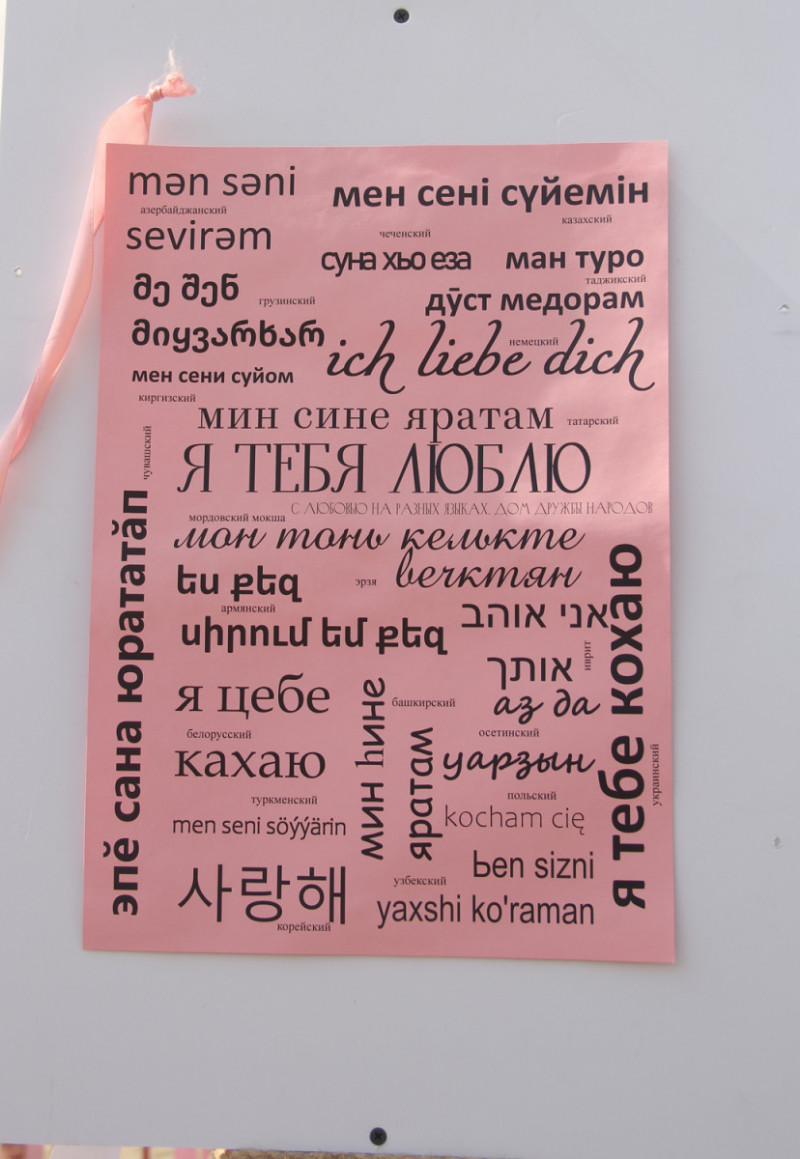 mən səni
азербайджанский
sevirəm
мен сені сүйемін
казахский
чеченский
суна хьо еза
ман туро
таджикский
дӯст медорам
მე შენ
грузинский
მიყვარხარ
немецкий
ich liebe dich
мен сени суйом
киргизский
мин сине яратам
татарский
Я ТЕБЯ ЛЮБЛЮ
С ЛЮБОВЬЮ НА РАЗНЫХ ЯЗЫКАХ. ДОМ ДРУЖБЫ НАРОДОВ
чувашский
эпӗ сана юрататӑп
мордовский мокша
мон тонь келькте
эрзя
вечктян
ես քեզ
армянский
սիրում եմ քեզ
אני אוהב
אותך
иврит
я цебе
белорусский
кахаю
мин һине
яратам
башкирский
аз да
осетинский
уарзын
я тебе кохаю
украинский
туркменский
men seni söýýärin
польский
kocham cię
사랑해
корейский
узбекский
Ьen sizni
yaxshi ko'raman